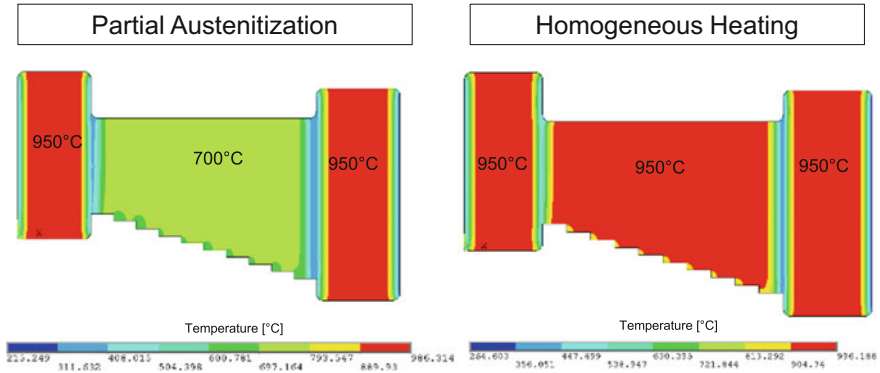 Partial Austenitization
Homogeneous Heating
950°C
700°C
950°C
950°C
950°C
950°C
Temperature [°C]
Temperature [°C]
408.015 600.781 793.547 986.314
311.632 504.398 697.164 889.93
264.603 447.499 630.395 813.292 996.188
356.051 538.947 721.844 904.74